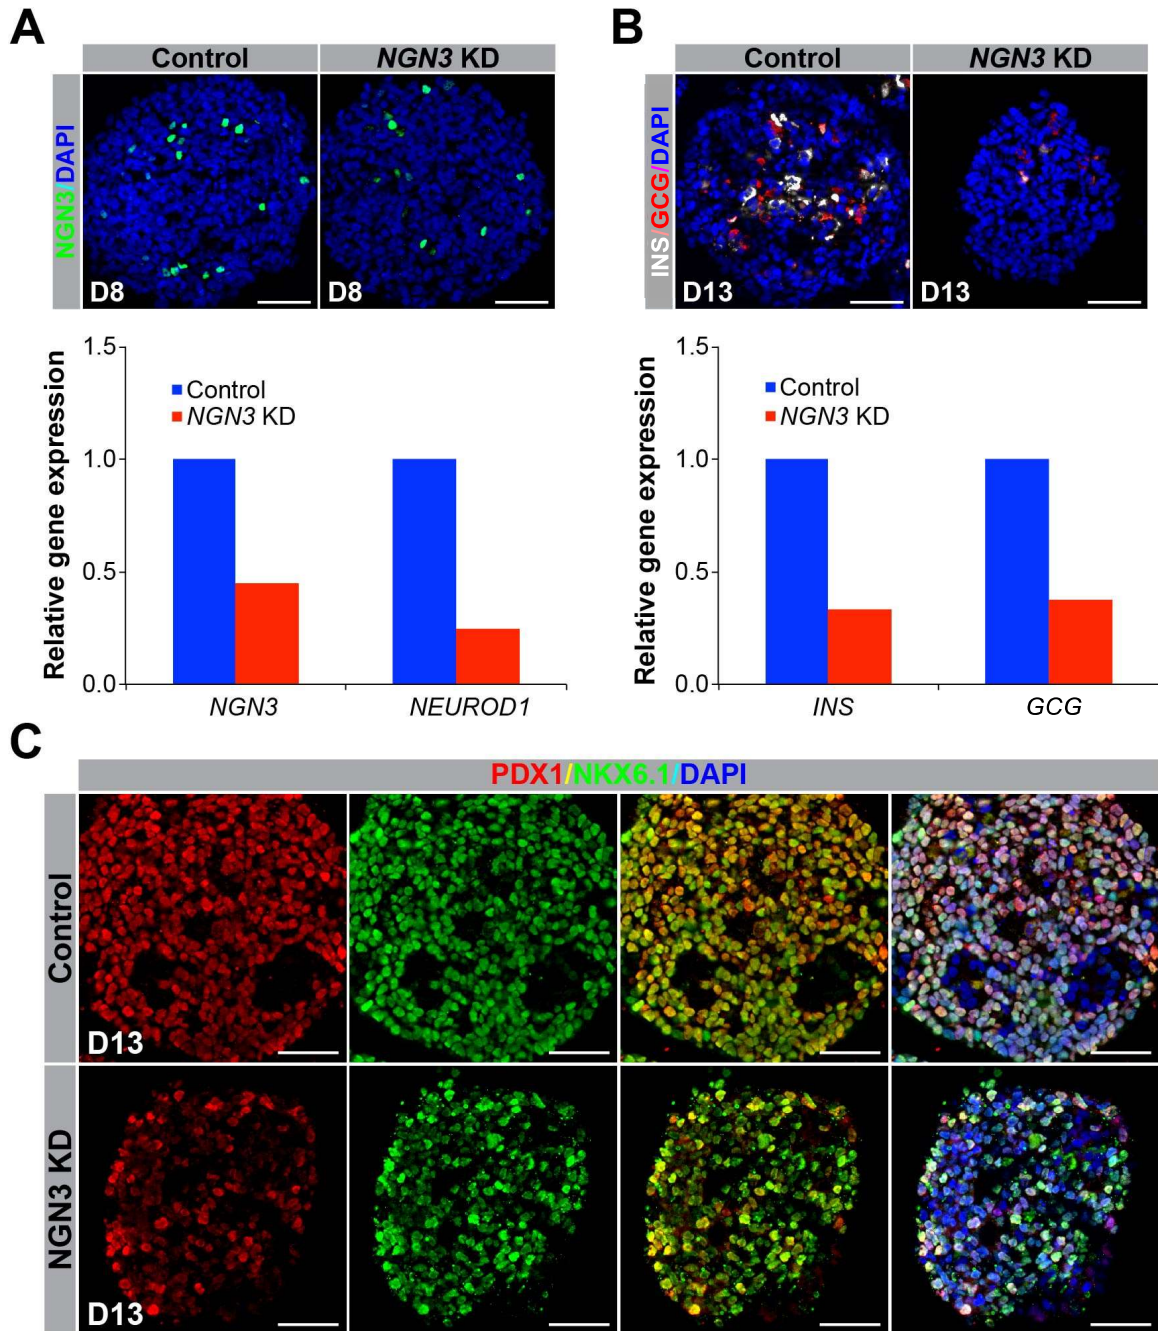 A
B
Control
NGN3 KD
Control
NGN3 KD
NGN3/DAPI
INS/GCG/DAPI
D8
D8
D13
D13
Relative gene expression
1.5
1.0
0.5
0.0
Control
NGN3 KD
NGN3
NEUROD1
Relative gene expression
1.5
1.0
0.5
0.0
Control
NGN3 KD
INS
GCG
C
PDX1/NKX6.1/DAPI
Control
D13
NGN3 KD
D13